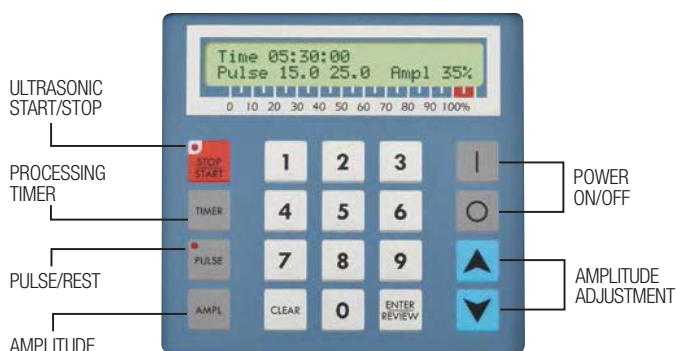 Time 05:30:00
Pulse 15.0 25.0 Ampl 35%
0 10 20 30 40 50 60 70 80 90 100%
ULTRASONIC
START/STOP
STOP
START
1 2 3
|
POWER
ON/OFF
PROCESSING
TIMER
TIMER
4 5 6
O
PULSE/REST
PULSE
7 8 9
AMPLITUDE
ADJUSTMENT
AMPLITUDE
AMPL
CLEAR
0
ENTER
REVIEW